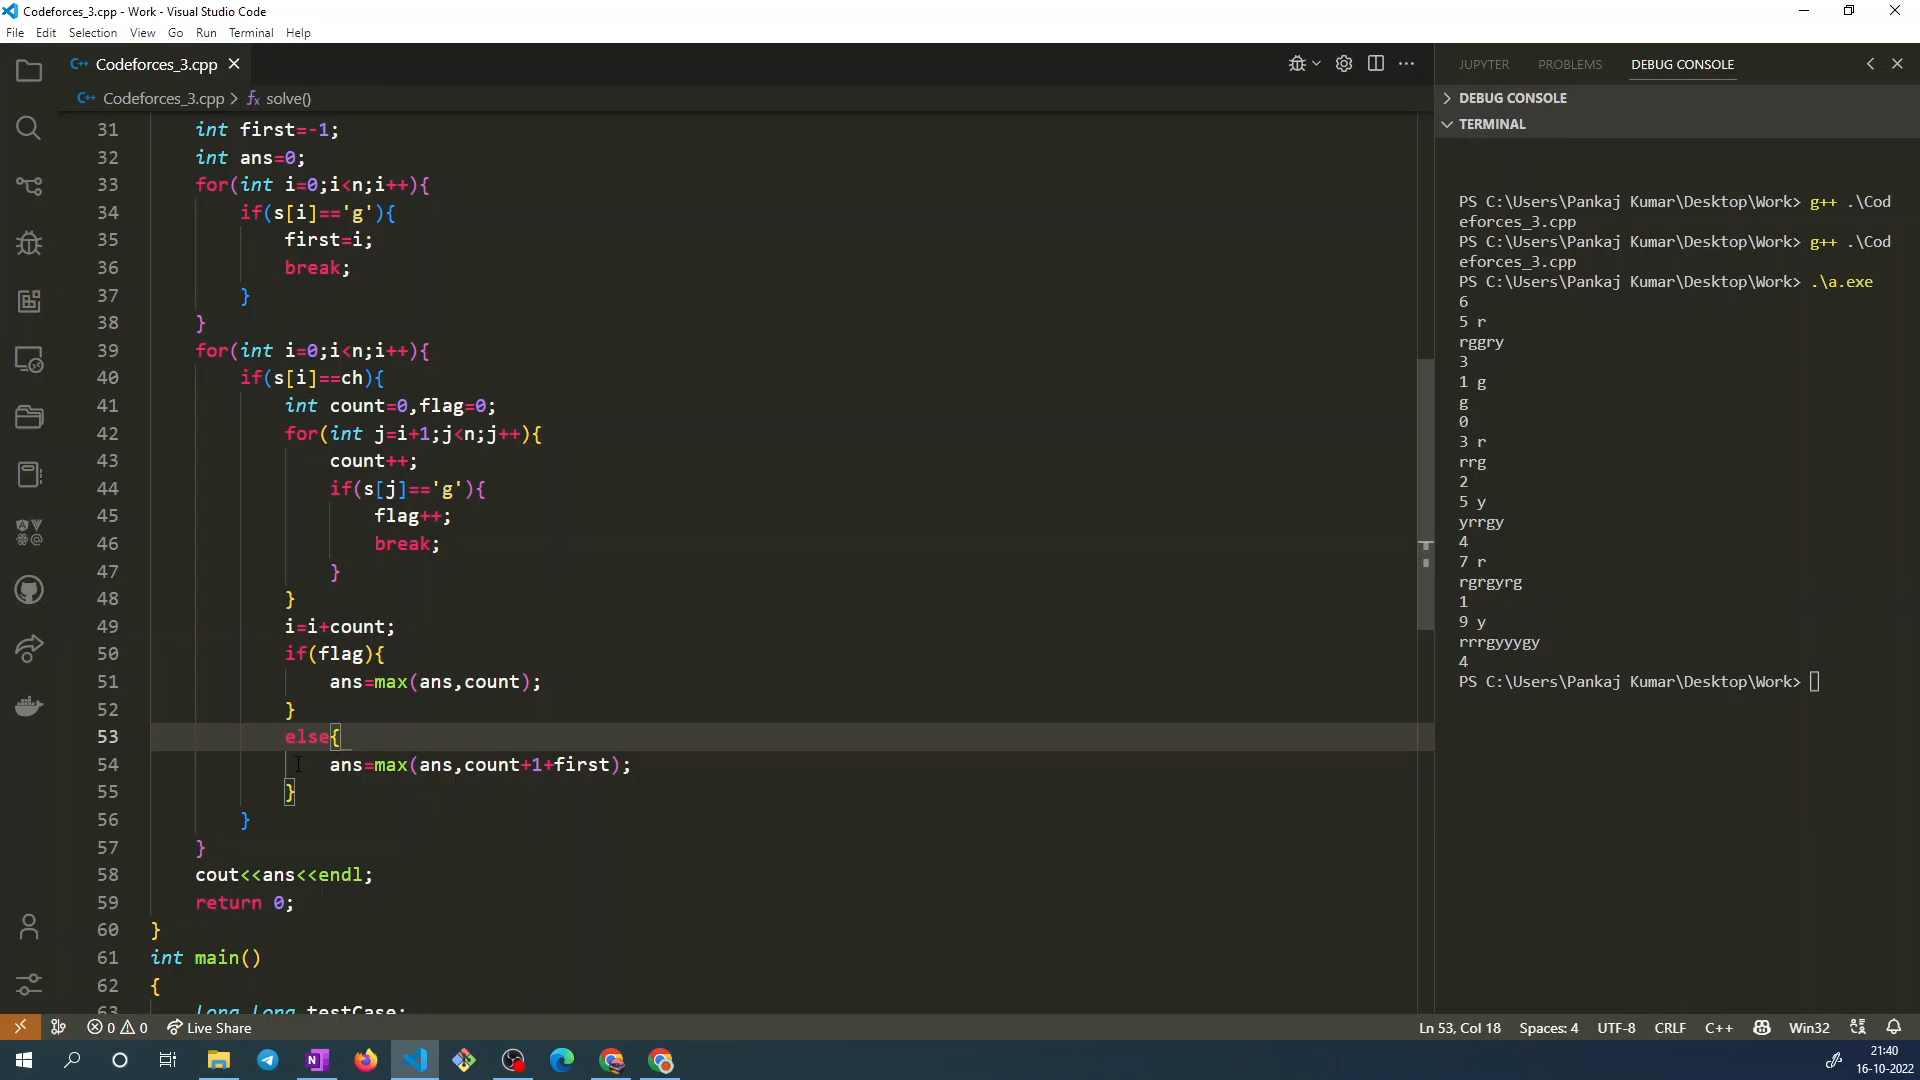 Codeforces_3.cpp - Work - Visual Studio Code
File Edit Selection View Go Run Terminal Help
Codeforces_3.cpp
Codeforces_3.cpp > solve()
31 int first=-1;
32 int ans=0;
33 for(int i=0;i<n;i++){
34 if(s[i]=='g'){
35 first=i;
36 break;
37 }
38 }
39 for(int i=0;i<n;i++){
40 if(s[i]==ch){
41 int count=0,flag=0;
42 for(int j=i+1;j<n;j++){
43 count++;
44 if(s[j]=='g'){
45 flag++;
46 break;
47 }
48 }
49 i=i+count;
50 if(flag){
51 ans=max(ans,count);
52 }
53 else{
54 ans=max(ans,count+1+first);
55 }
56 }
57 }
58 cout<<ans<<endl;
59 return 0;
60 }
61 int main()
62 {
63 long long testCase;
JUPYTER PROBLEMS DEBUG CONSOLE
DEBUG CONSOLE
TERMINAL
PS C:\Users\Pankaj Kumar\Desktop\Work> g++ .\Cod
eforces_3.cpp
PS C:\Users\Pankaj Kumar\Desktop\Work> g++ .\Cod
eforces_3.cpp
PS C:\Users\Pankaj Kumar\Desktop\Work> .\a.exe
6
5 r
rggry
3
1 g
g
0
3 r
rrg
2
5 y
yrrgy
4
7 r
rgrgyrg
1
9 y
rrrgyyygy
4
PS C:\Users\Pankaj Kumar\Desktop\Work>
0 0 Live Share
Ln 53, Col 18 Spaces: 4 UTF-8 CRLF C++ Win32
21:40
16-10-2022